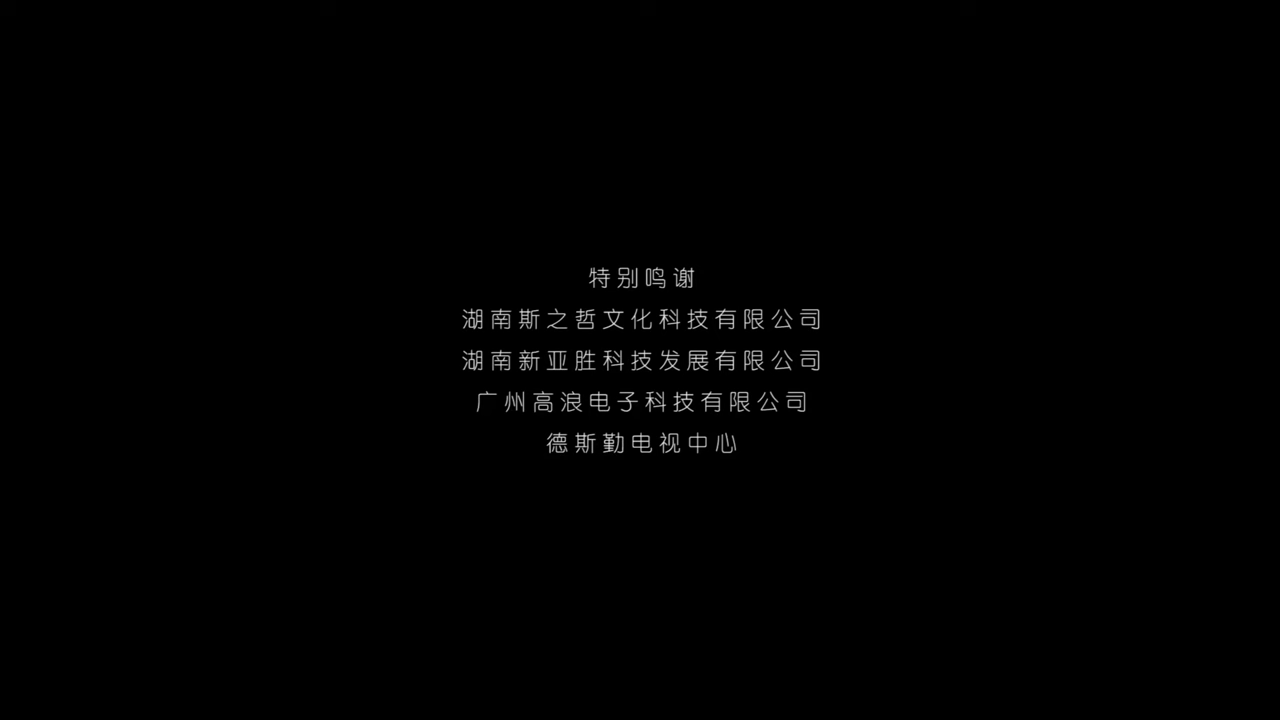 特别鸣谢
湖南斯之哲文化科技有限公司
湖南新亚胜科技发展有限公司
广州高浪电子科技有限公司
德斯勤电视中心